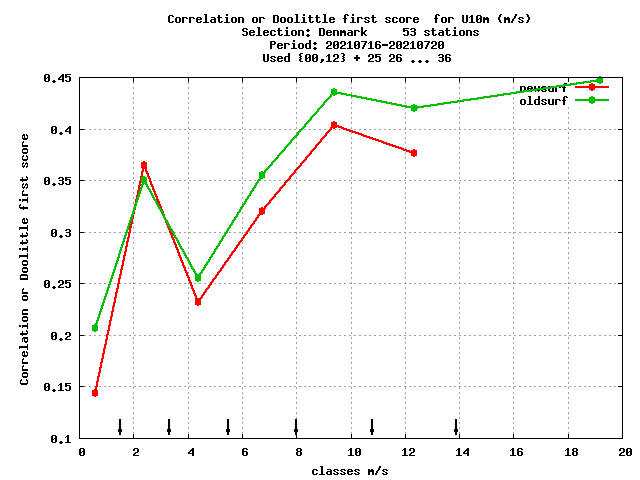 Correlation or Doolittle first score  for U10m (m/s)
Selection: Denmark     53 stations
Period: 20210716-20210720
Used {00,12} + 25 26 ... 36
newsurf
oldsurf
0.45
0.4
0.35
0.3
0.25
0.2
0.15
0.1
Correlation or Doolittle first score
0 2 4 6 8 10 12 14 16 18 20
classes m/s